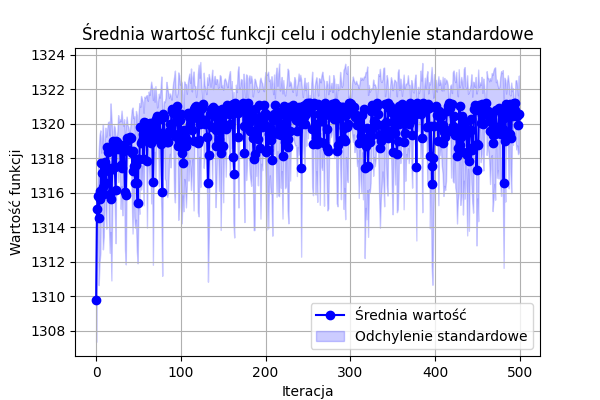 Średnia wartość funkcji celu i odchylenie standardowe
1324
1322
1320
1318
1316
1314
1312
1310
1308
Wartość funkcji
Średnia wartość
Odchylenie standardowe
0 100 200 300 400 500
Iteracja